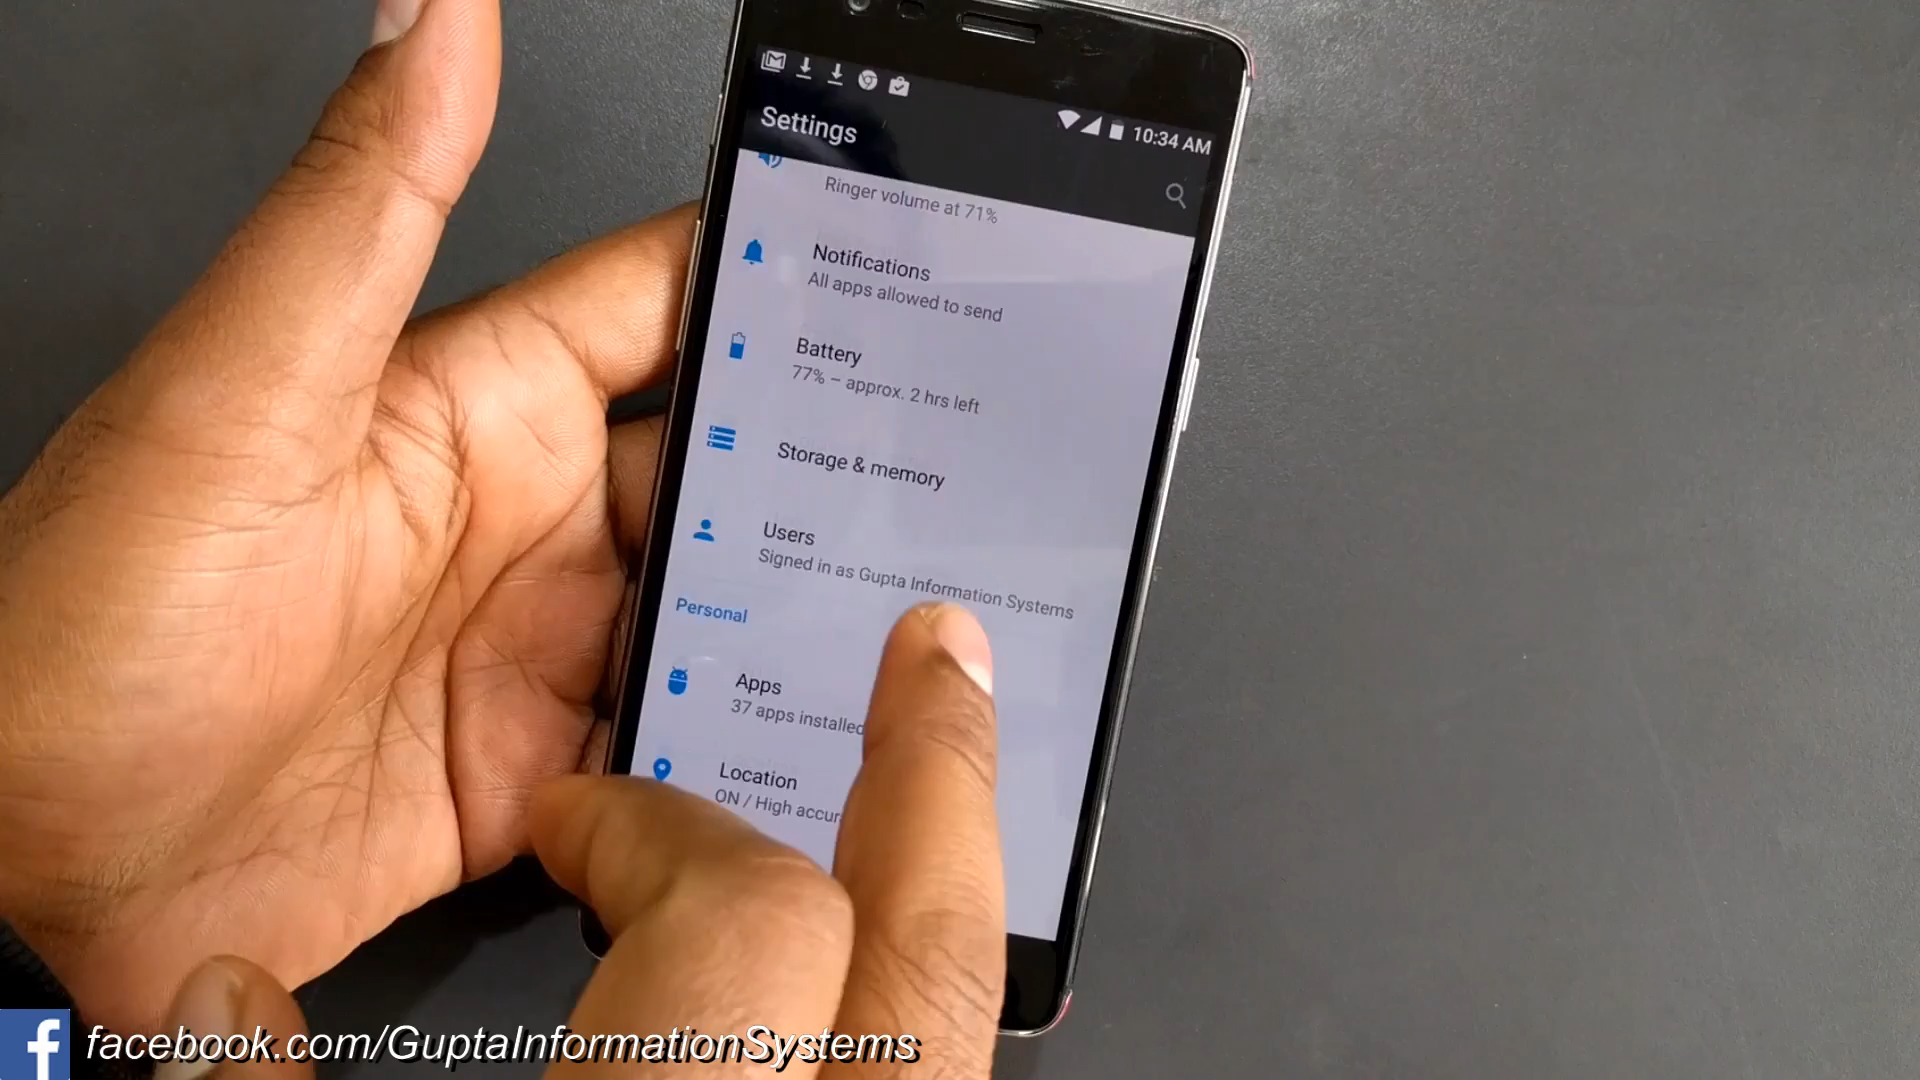 10:34 AM
Settings
Ringer volume at 71%
Notifications
All apps allowed to send
Battery
77% – approx. 2 hrs left
Storage & memory
Users
Signed in as Gupta Information Systems
Personal
Apps
37 apps installed
Location
ON / High accur
facebook.com/GuptaInformationSystems